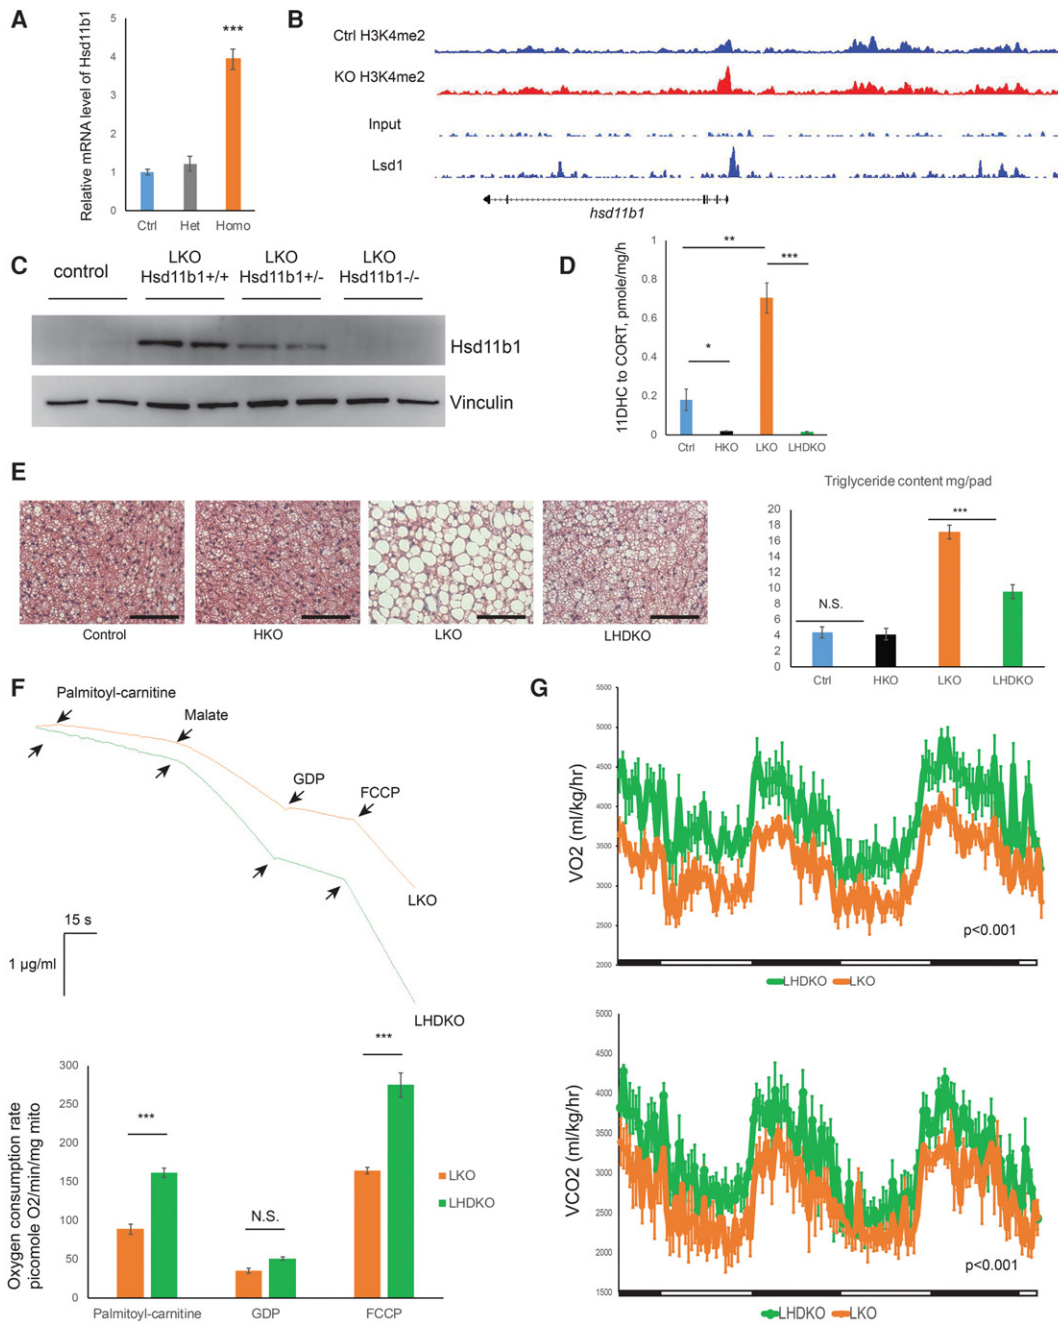 A
Relative mRNA level of Hsd11b1
5
4
3
2
1
0
***
Ctrl Het Homo
B
Ctrl H3K4me2
KO H3K4me2
Input
Lsd1
hsd11b1
C
control
LKO
Hsd11b1+/+
LKO
Hsd11b1+/-
LKO
Hsd11b1-/-
Hsd11b1
Vinculin
D
11DHC to CORT, pmole/mg/h
1
0.8
0.6
0.4
0.2
0
**
***
*
Ctrl HKO LKO LHDKO
E
Control
HKO
LKO
LHDKO
Triglyceride content mg/pad
20
18
16
14
12
10
8
6
4
2
0
N.S.
***
Ctrl HKO LKO LHDKO
F
Palmitoyl-carnitine
Malate
GDP
FCCP
LKO
LHDKO
15 s
1 µg/ml
Oxygen consumption rate
picomole O2/min/mg mito
300
250
200
150
100
50
0
***
N.S.
***
Palmitoyl-carnitine GDP FCCP
LKO
LHDKO
G
VO2 (ml/kg/hr)
5500
5000
4500
4000
3500
3000
2500
2000
p<0.001
LHDKO LKO
VCO2 (ml/kg/hr)
5000
4500
4000
3500
3000
2500
2000
1500
p<0.001
LHDKO LKO